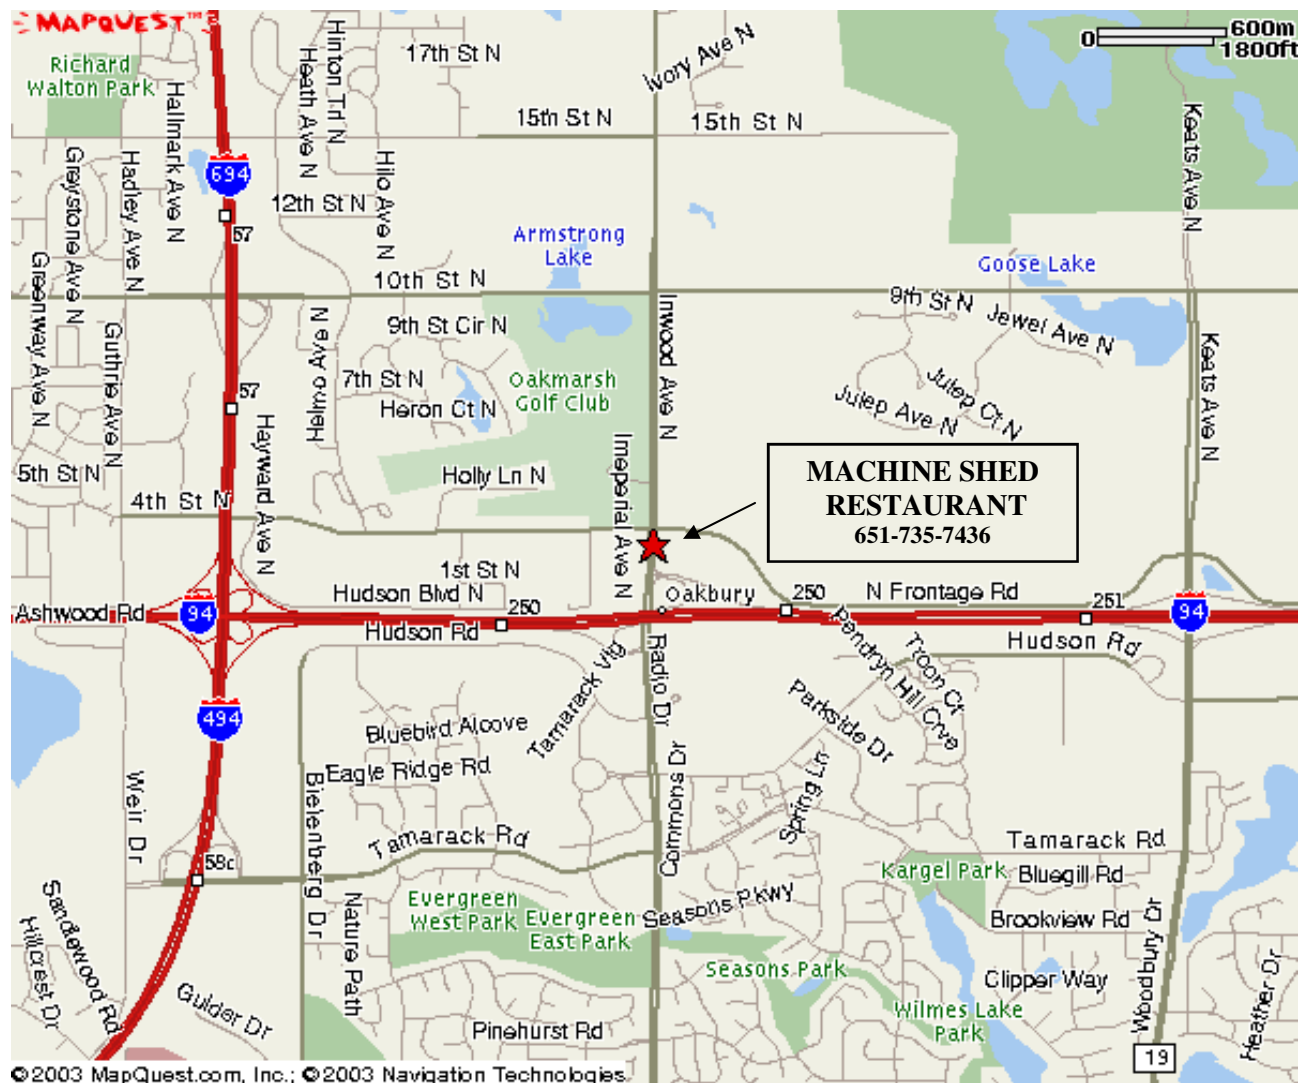 MAPQUEST™
600m
0
1800ft
Richard
Walton Park
17th St N
Hinton Trl N
Heath Ave N
Ivory Ave N
Hallmark Ave N
15th St N
15th St N
Keats Ave N
Greystone Ave N
Hadley Ave N
694
Hilo Ave N
12th St N
57
Armstrong
Lake
Goose Lake
Greenway Ave N
10th St N
9th St N
Jewel Ave N
Inwood Ave N
Guthrie Ave N
Helmo Ave N
9th St Cir N
Keats Ave N
7th St N
Oakmarsh
Golf Club
57
Heron Ct N
Julep Ave N
Julep Ct N
Hayward Ave N
Imeperial Ave N
5th St N
4th St N
Holly Ln N
MACHINE SHED
RESTAURANT
651-735-7436
1st St N
Hudson Blvd N
Oakbury
N Frontage Rd
Ashwood Rd
94
250
250
251
94
Hudson Rd
Hudson Rd
Tamarack Vlg
Radio Dr
Pendryn Hill Crve
Troon Ct
Parkside Dr
494
Bluebird Alcove
Eagle Ridge Rd
Weir Dr
Bielenberg Dr
Commons Dr
Spring Ln
Tamarack Rd
Tamarack Rd
58c
Kargel Park
Bluegill Rd
Sandewood Rd
Hillcrest Dr
Nature Path
Evergreen
West Park
Evergreen
East Park
Seasons Pkwy
Brookview Rd
Woodbury Dr
Seasons Park
Clipper Way
Heather Dr
Gulder Dr
Pinehurst Rd
Wilmes Lake
Park
19
©2003 MapQuest.com, Inc.; ©2003 Navigation Technologies